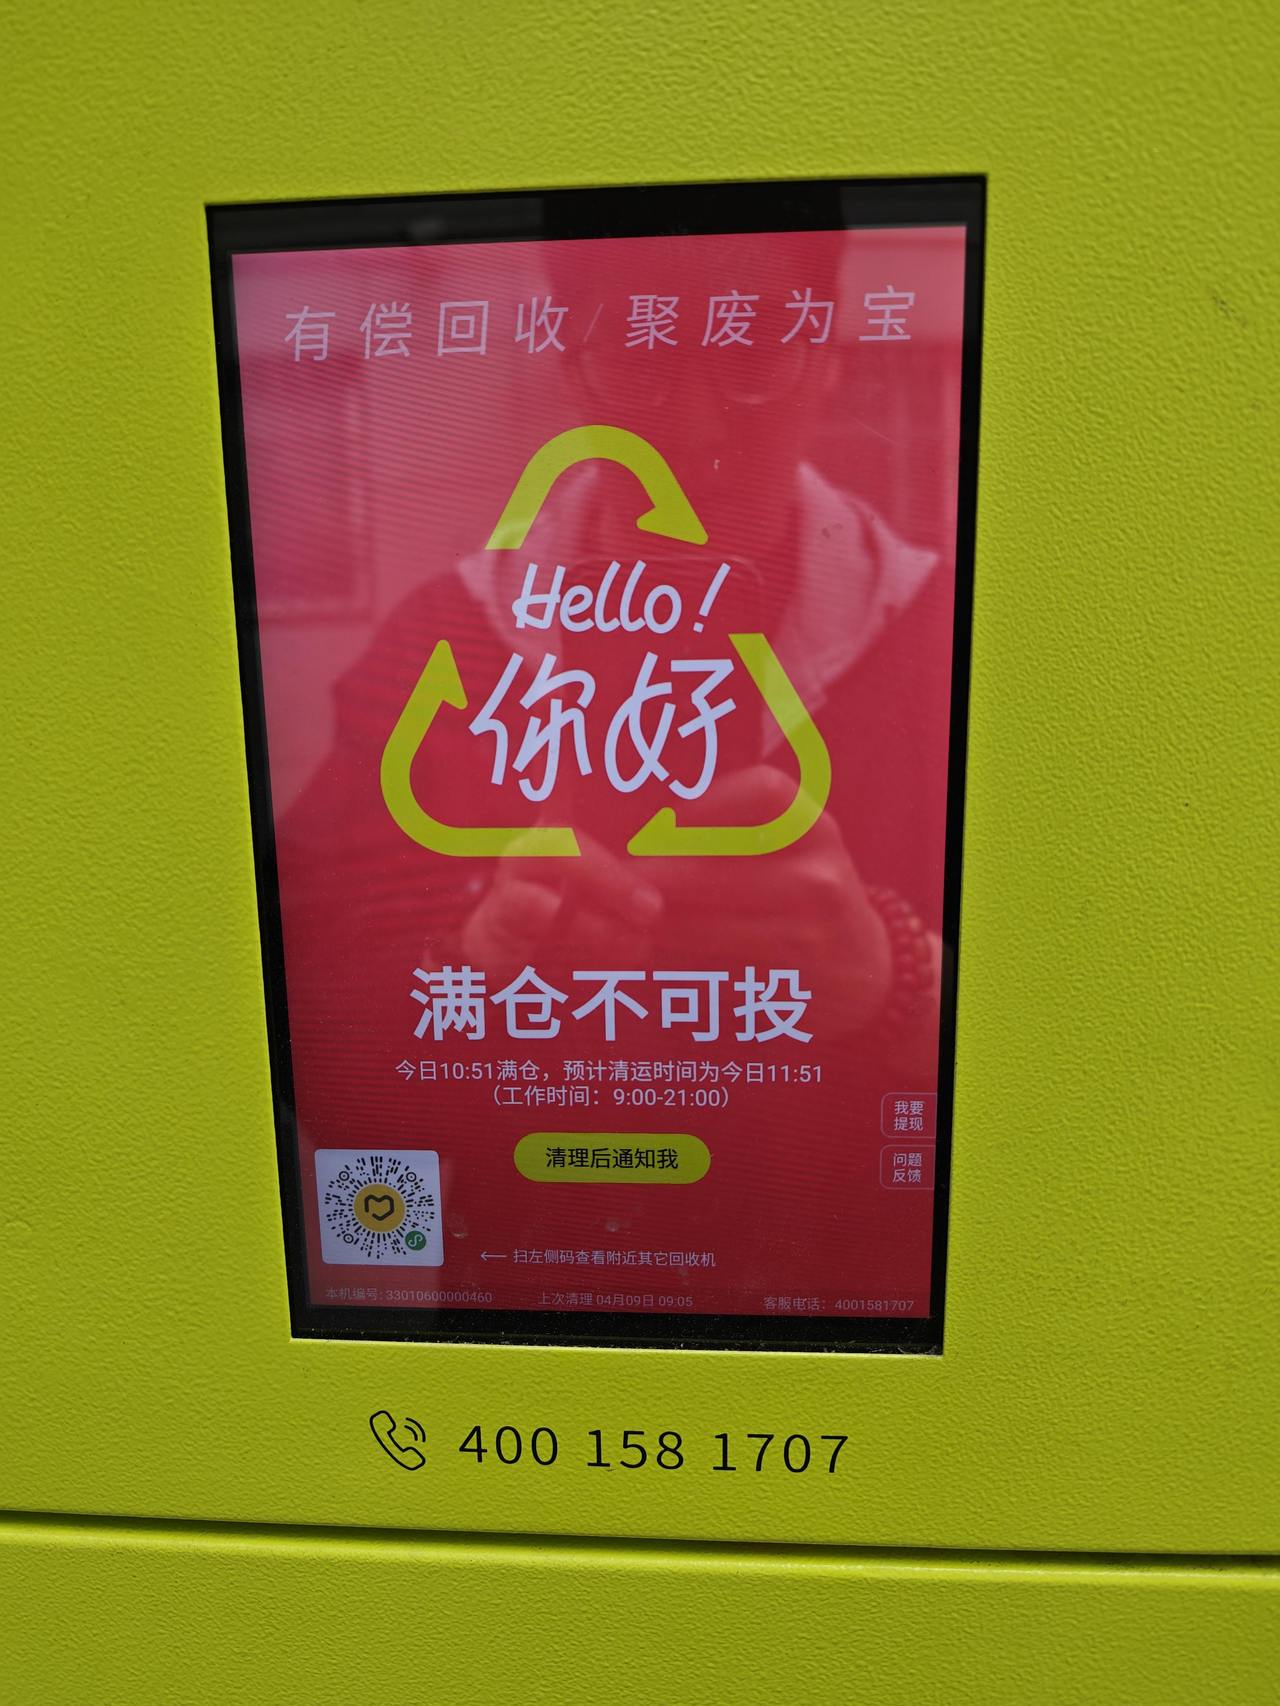 有偿回收/聚废为宝
Hello!
你好
满仓不可投
今日10:51满仓，预计清运时间为今日11:51
（工作时间：9:00-21:00）
我要
提现
清理后通知我
问题
反馈
← 扫左侧码查看附近其它回收机
本机编号: 33010600000460
上次清理 04月09日 09:05
客服电话：4001581707
400 158 1707